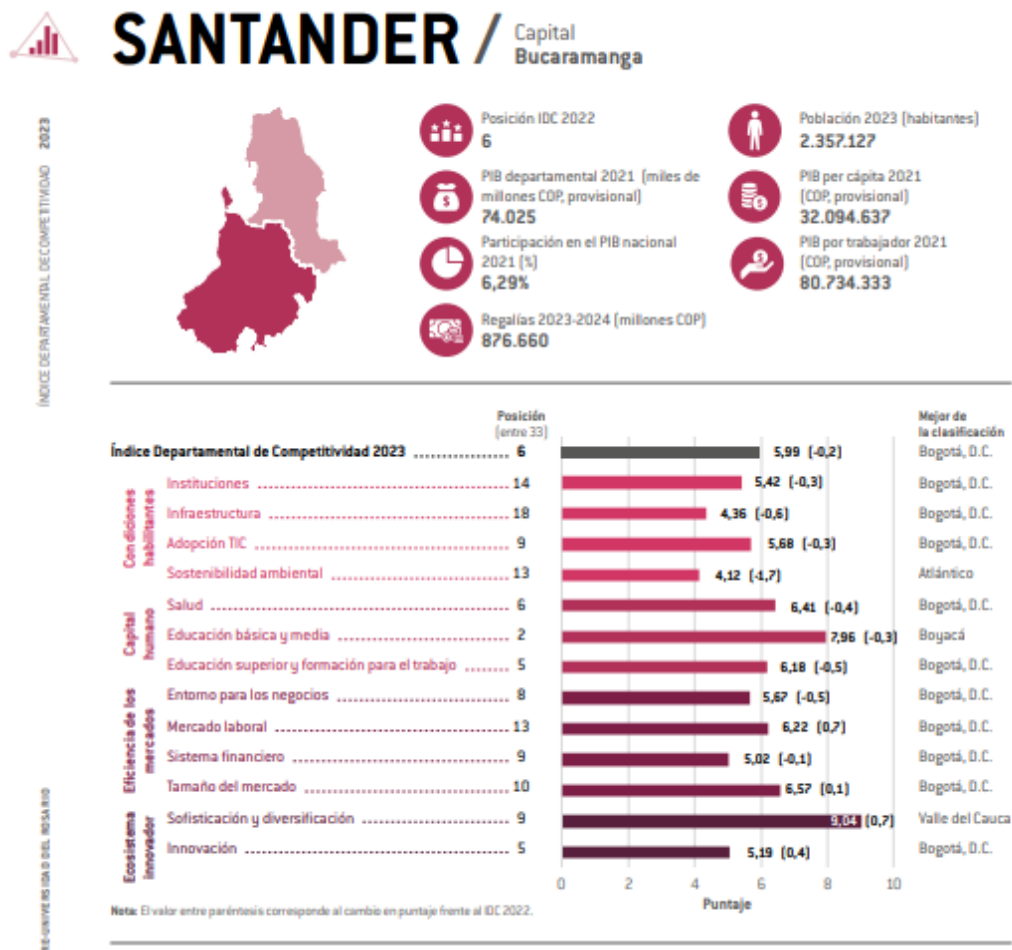 SANTANDER / Capital
Bucaramanga
ÍNDICE DEPARTAMENTAL DE COMPETITIVIDAD 2023
Posición IDC 2022
6
Población 2023 (habitantes)
2.357.127
PIB departamental 2021 (miles de
millones COP, provisional)
74.025
PIB per cápita 2021
(COP, provisional)
32.094.637
Participación en el PIB nacional
2021 (%)
6,29%
PIB por trabajador 2021
(COP, provisional)
80.734.333
Regalías 2023-2024 (millones COP)
876.660
Posición
(entre 33)
Mejor de
la clasificación
Índice Departamental de Competitividad 2023 6 5,99 (-0,2) Bogotá, D.C.
Condiciones
habilitantes
Instituciones 14 5,42 (-0,3) Bogotá, D.C.
Infraestructura 18 4,36 (-0,6) Bogotá, D.C.
Adopción TIC 9 5,68 (-0,3) Bogotá, D.C.
Sostenibilidad ambiental 13 4,12 (-1,7) Atlántico
Capital
humano
Salud 6 6,41 (-0,4) Bogotá, D.C.
Educación básica y media 2 7,96 (-0,3) Boyacá
Educación superior y formación para el trabajo 5 6,18 (-0,5) Bogotá, D.C.
Eficiencia de los
mercados
Entorno para los negocios 8 5,67 (-0,5) Bogotá, D.C.
Mercado laboral 13 6,22 (0,7) Bogotá, D.C.
Sistema financiero 9 5,02 (-0,1) Bogotá, D.C.
Tamaño del mercado 10 6,57 (0,1) Bogotá, D.C.
Ecosistema
innovador
Sofisticación y diversificación 9 9,04 (0,7) Valle del Cauca
Innovación 5 5,19 (0,4) Bogotá, D.C.
0 2 4 6 8 10
Puntaje
Nota: El valor entre paréntesis corresponde al cambio en puntaje frente al IDC 2022.
RE-UNIVERSIDAD DEL ROSARIO